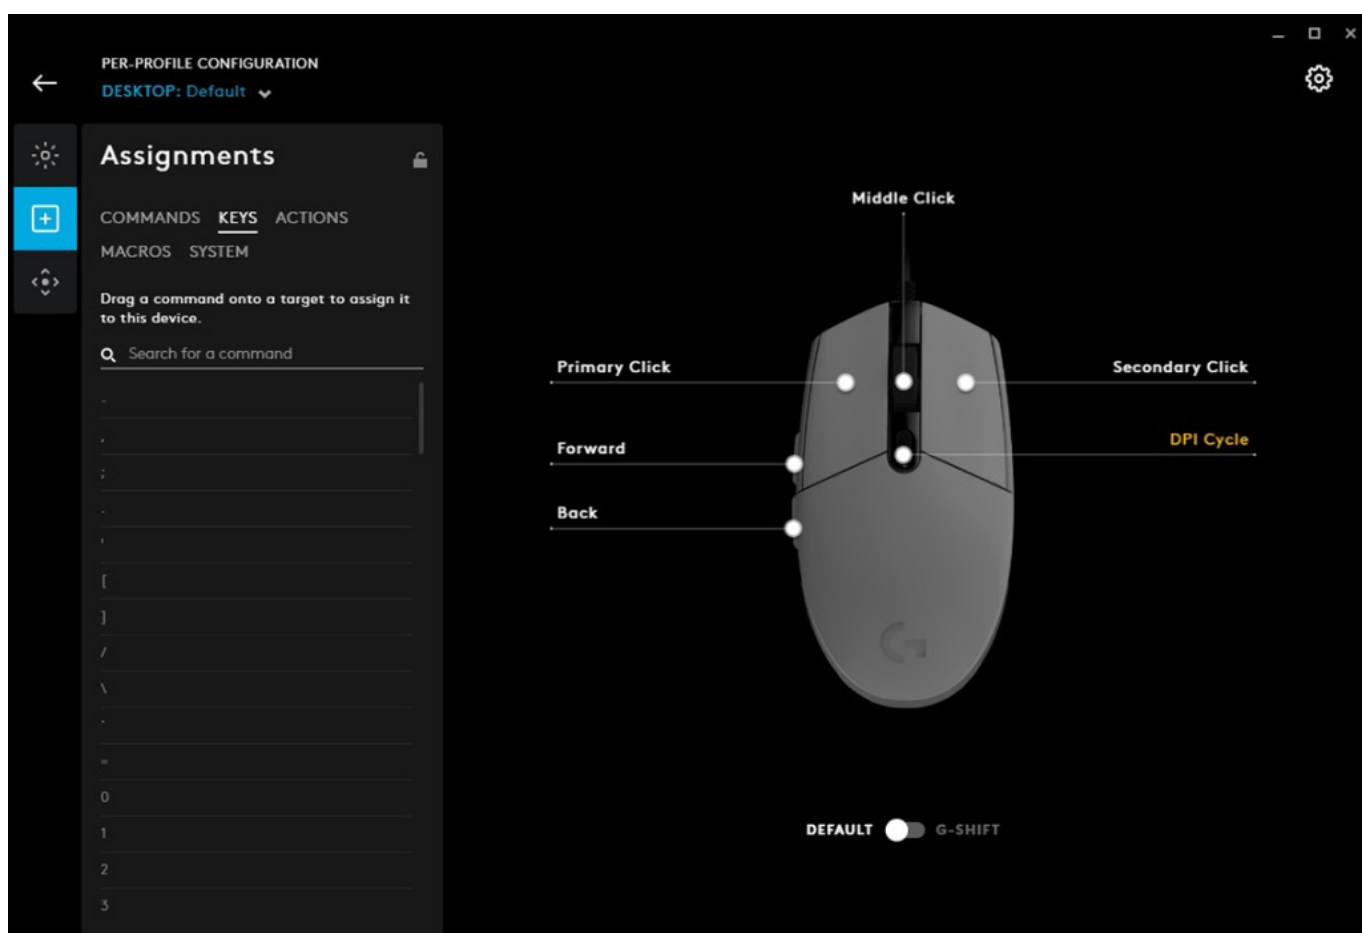 PER-PROFILE CONFIGURATION
DESKTOP: Default
Assignments
COMMANDS KEYS ACTIONS
MACROS SYSTEM
Drag a command onto a target to assign it
to this device.
Search for a command
-
,
;
.
'
[
]
/
\
`
=
0
1
2
3
Middle Click
Primary Click
Secondary Click
Forward
DPI Cycle
Back
G
DEFAULT G-SHIFT